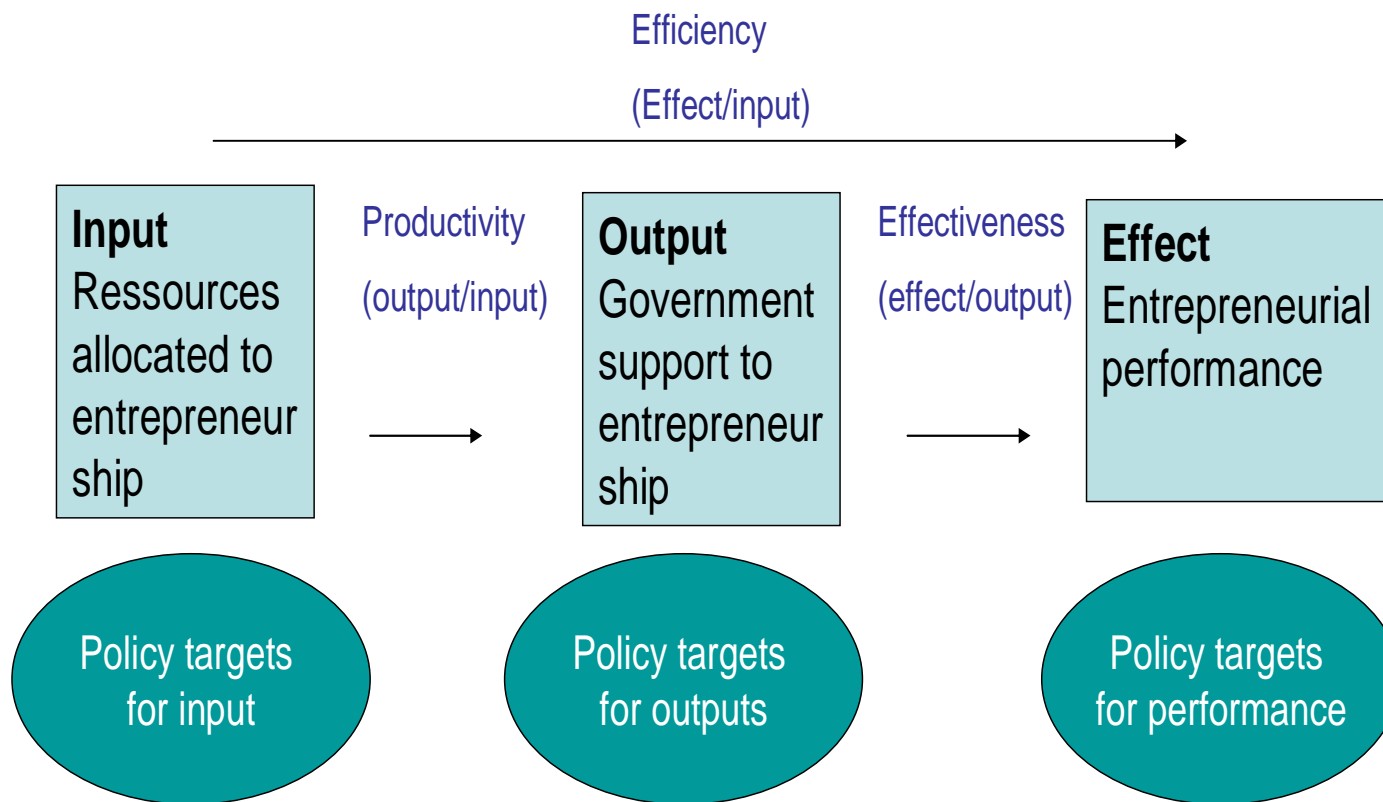 Efficiency
(Effect/input)
Input
Ressources
allocated to
entrepreneur
ship
Productivity
(output/input)
Output
Government
support to
entrepreneur
ship
Effectiveness
(effect/output)
Effect
Entrepreneurial
performance
Policy targets
for input
Policy targets
for outputs
Policy targets
for performance